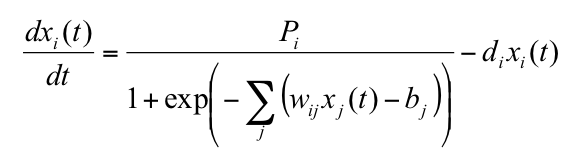 dx_i(t)/dt = P_i / (1 + exp(−∑_j (w_ij x_j(t) − b_j))) − d_i x_i(t)